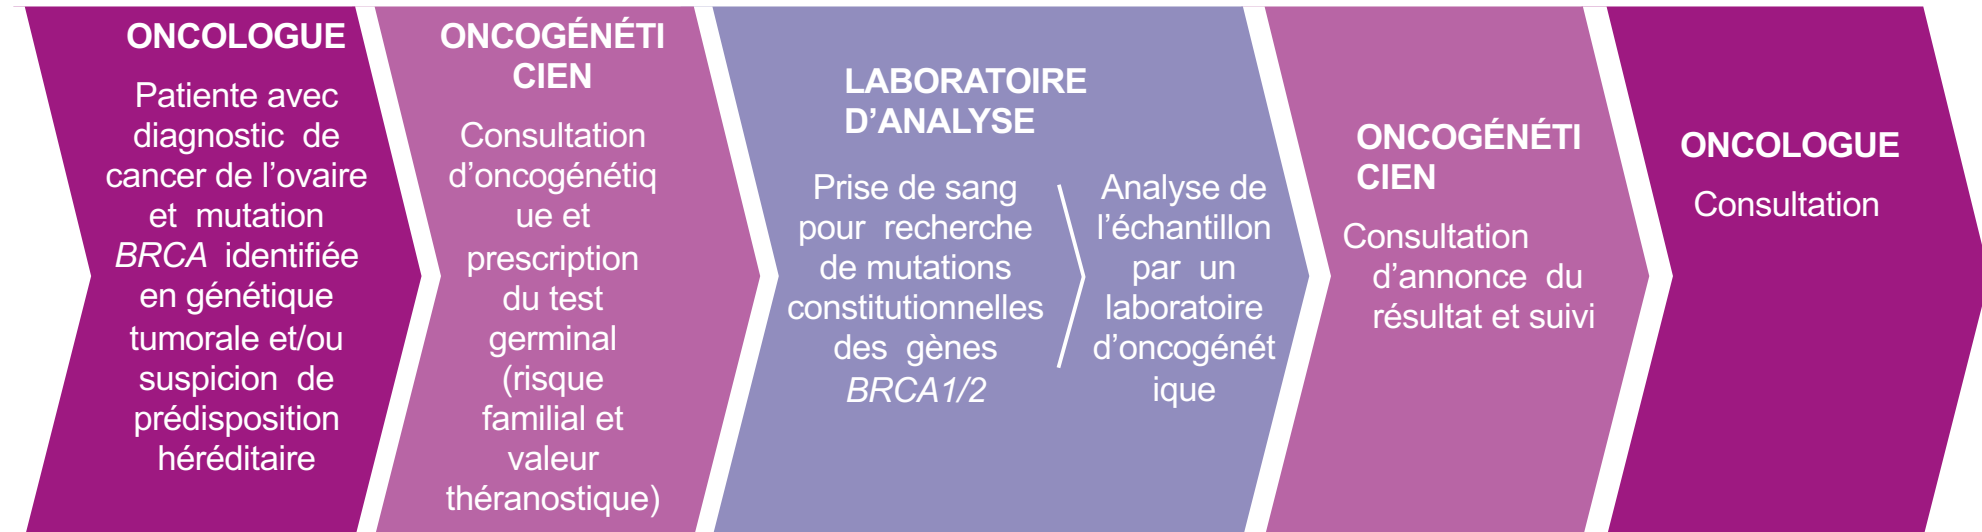 ONCOLOGUE
Patiente avec
diagnostic de
cancer de l’ovaire
et mutation
BRCA identifiée
en génétique
tumorale et/ou
suspicion de
prédisposition
héréditaire
ONCOGÉNÉTI
CIEN
Consultation
d’oncogénétiq
ue et
prescription
du test
germinal
(risque
familial et
valeur
théranostique)
LABORATOIRE
D’ANALYSE
Prise de sang
pour recherche
de mutations
constitutionnelles
des gènes
BRCA1/2
Analyse de
l’échantillon
par un
laboratoire
d’oncogénét
ique
ONCOGÉNÉTI
CIEN
Consultation
d’annonce du
résultat et suivi
ONCOLOGUE
Consultation